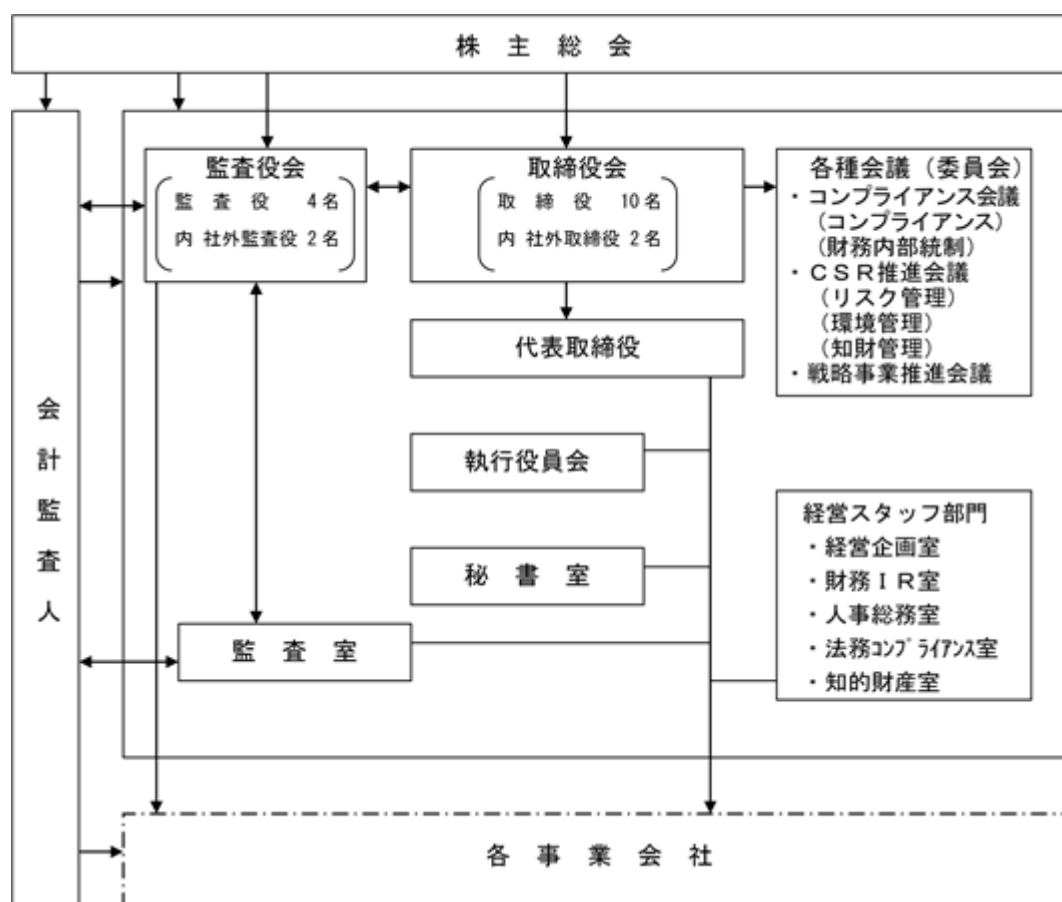 株主総会
監査役会
監査役 4名
内 社外監査役 2名
取締役会
取締役 10名
内 社外取締役 2名
各種会議（委員会）
・コンプライアンス会議
（コンプライアンス）
（財務内部統制）
・ＣＳＲ推進会議
（リスク管理）
（環境管理）
（知財管理）
・戦略事業推進会議
代表取締役
会計監査人
執行役員会
秘書室
監査室
経営スタッフ部門
・経営企画室
・財務ＩＲ室
・人事総務室
・法務ｺﾝﾌﾟﾗｲｱﾝｽ室
・知的財産室
各事業会社